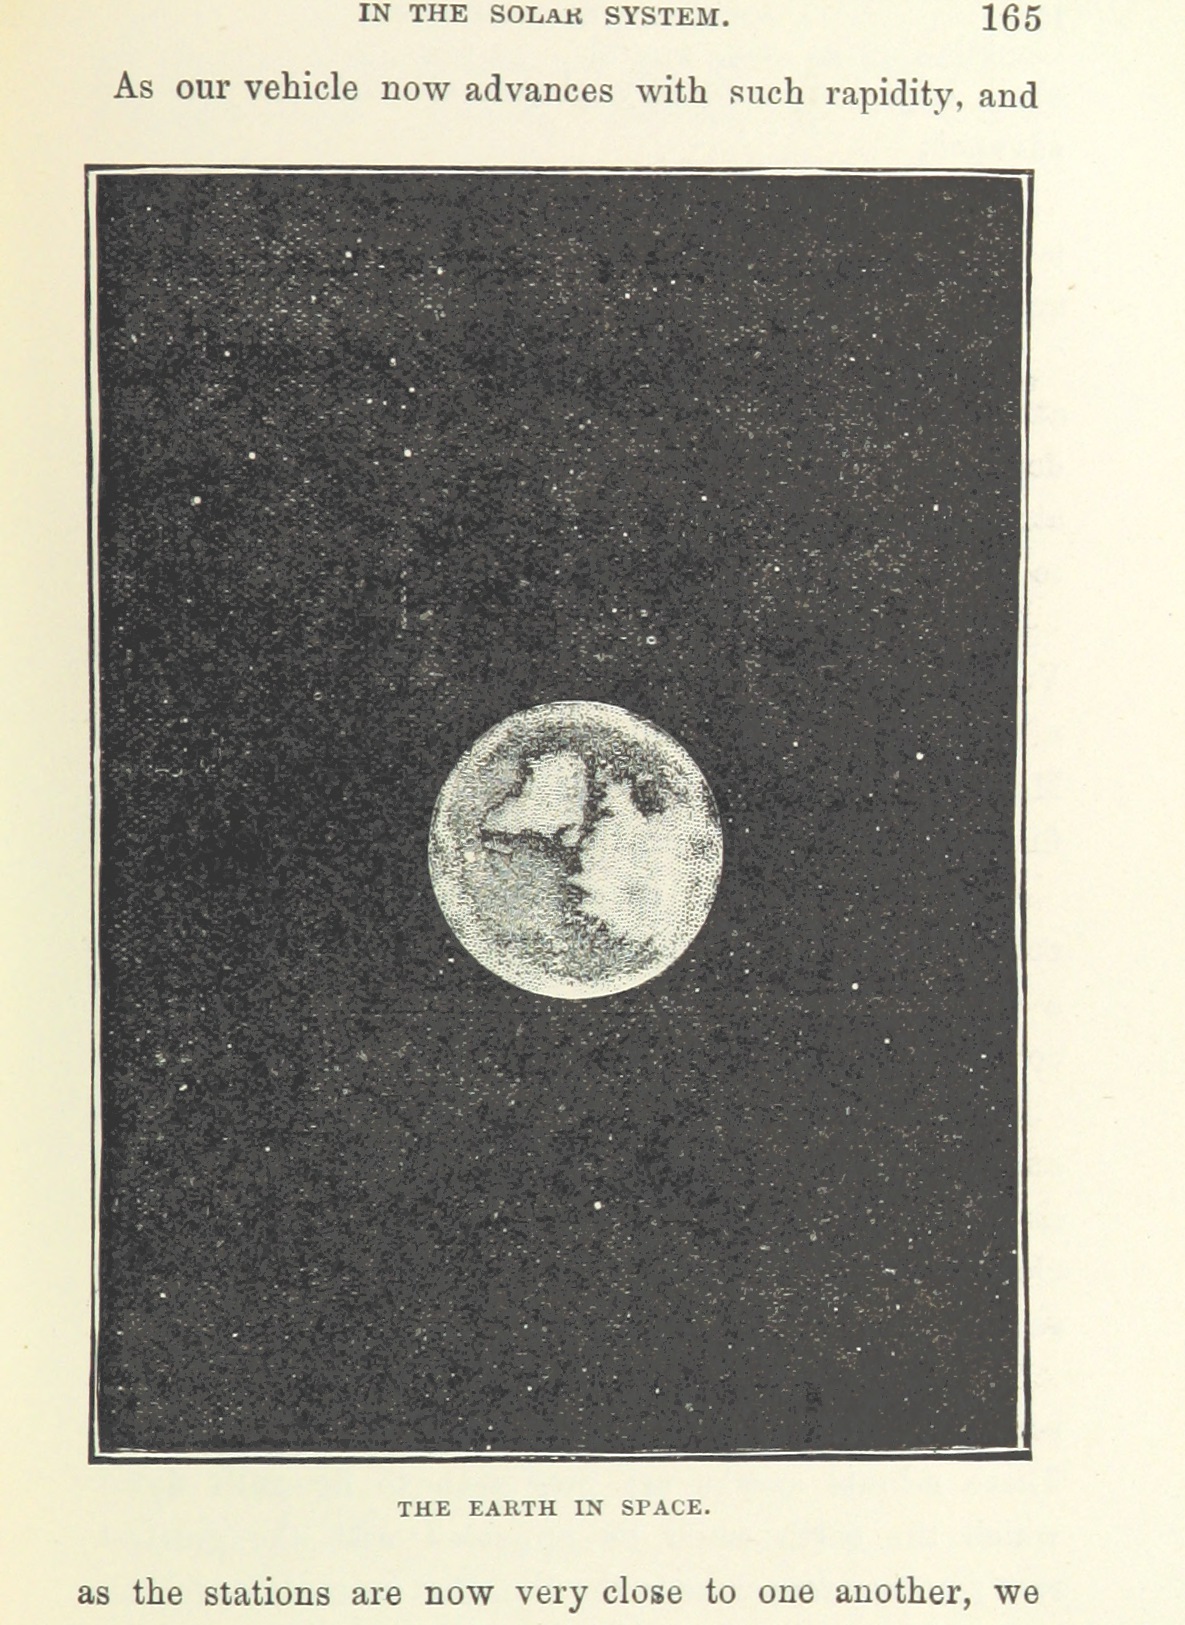 IN THE SOLAR SYSTEM. 165
As our vehicle now advances with such rapidity, and
THE EARTH IN SPACE.
as the stations are now very close to one another, we